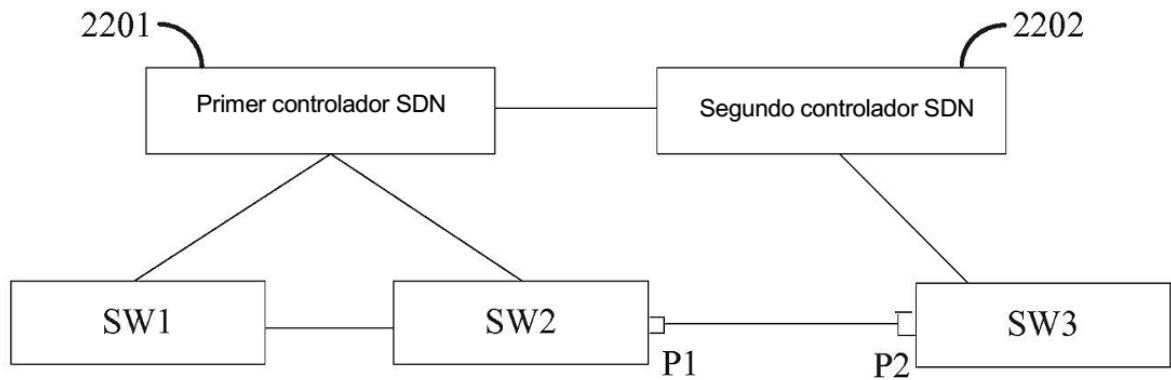 2201
2202
Primer controlador SDN
Segundo controlador SDN
SW1
SW2
SW3
P1
P2